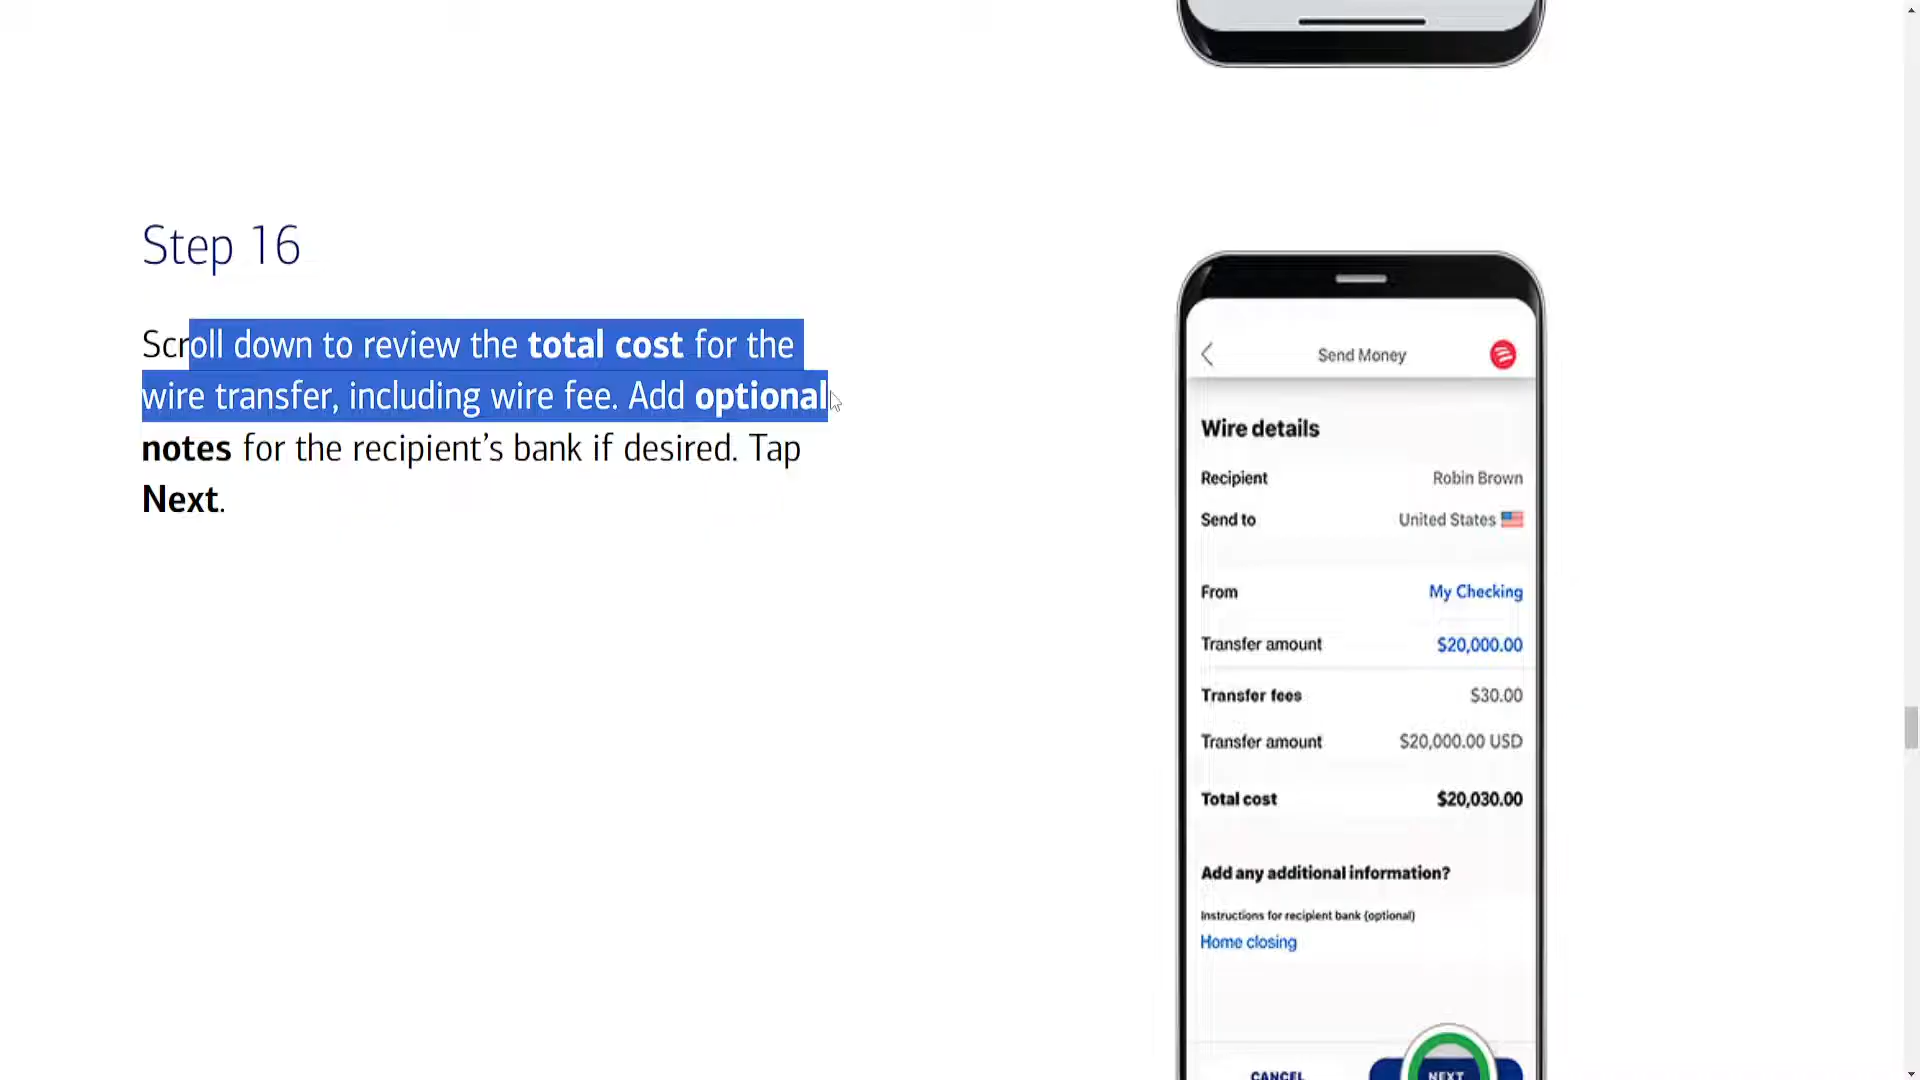 Step 16
Scroll down to review the total cost for the
wire transfer, including wire fee. Add optional
notes for the recipient’s bank if desired. Tap
Next.
Send Money
Wire details
Recipient Robin Brown
Send to United States
From My Checking
Transfer amount $20,000.00
Transfer fees $30.00
Transfer amount $20,000.00 USD
Total cost $20,030.00
Add any additional information?
Instructions for recipient bank (optional)
Home closing
CANCEL NEXT